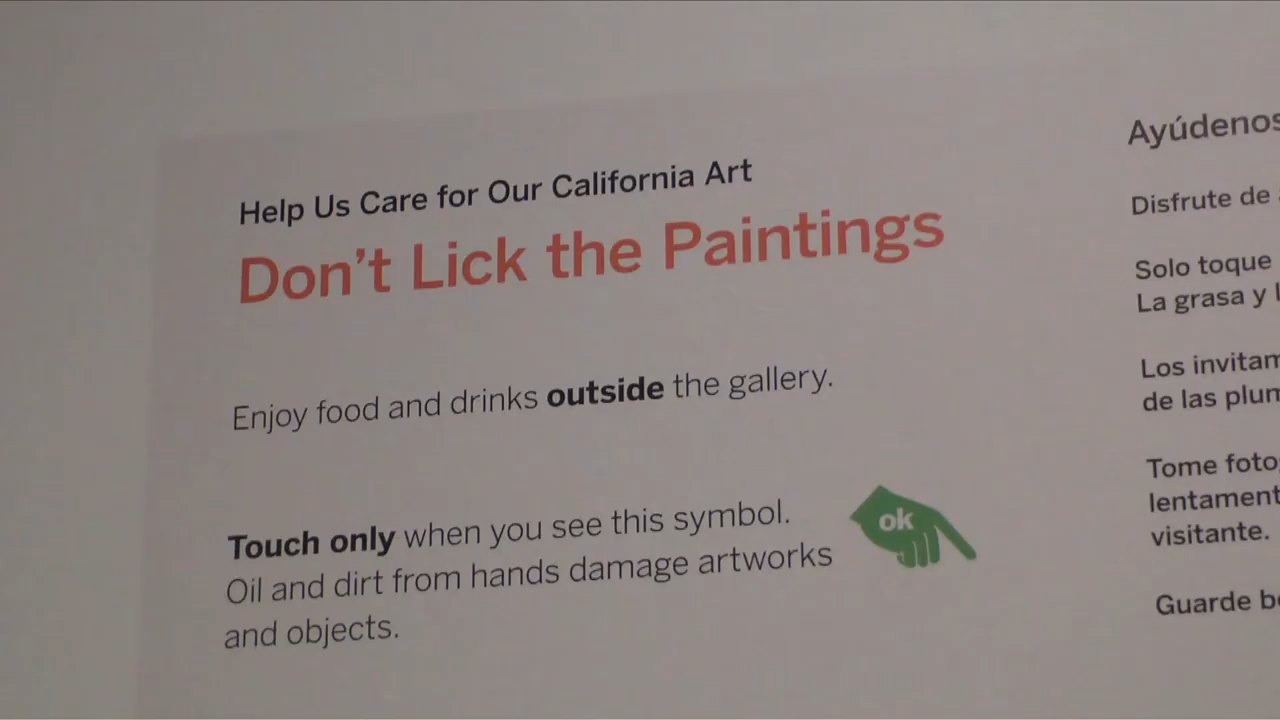 Help Us Care for Our California Art
Don't Lick the Paintings
Enjoy food and drinks outside the gallery.
Touch only when you see this symbol.
Oil and dirt from hands damage artworks
and objects.
ok
Ayúdenos
Disfrute de
Solo toque
La grasa y
Los invitam
de las plum
Tome foto
lentament
visitante.
Guarde